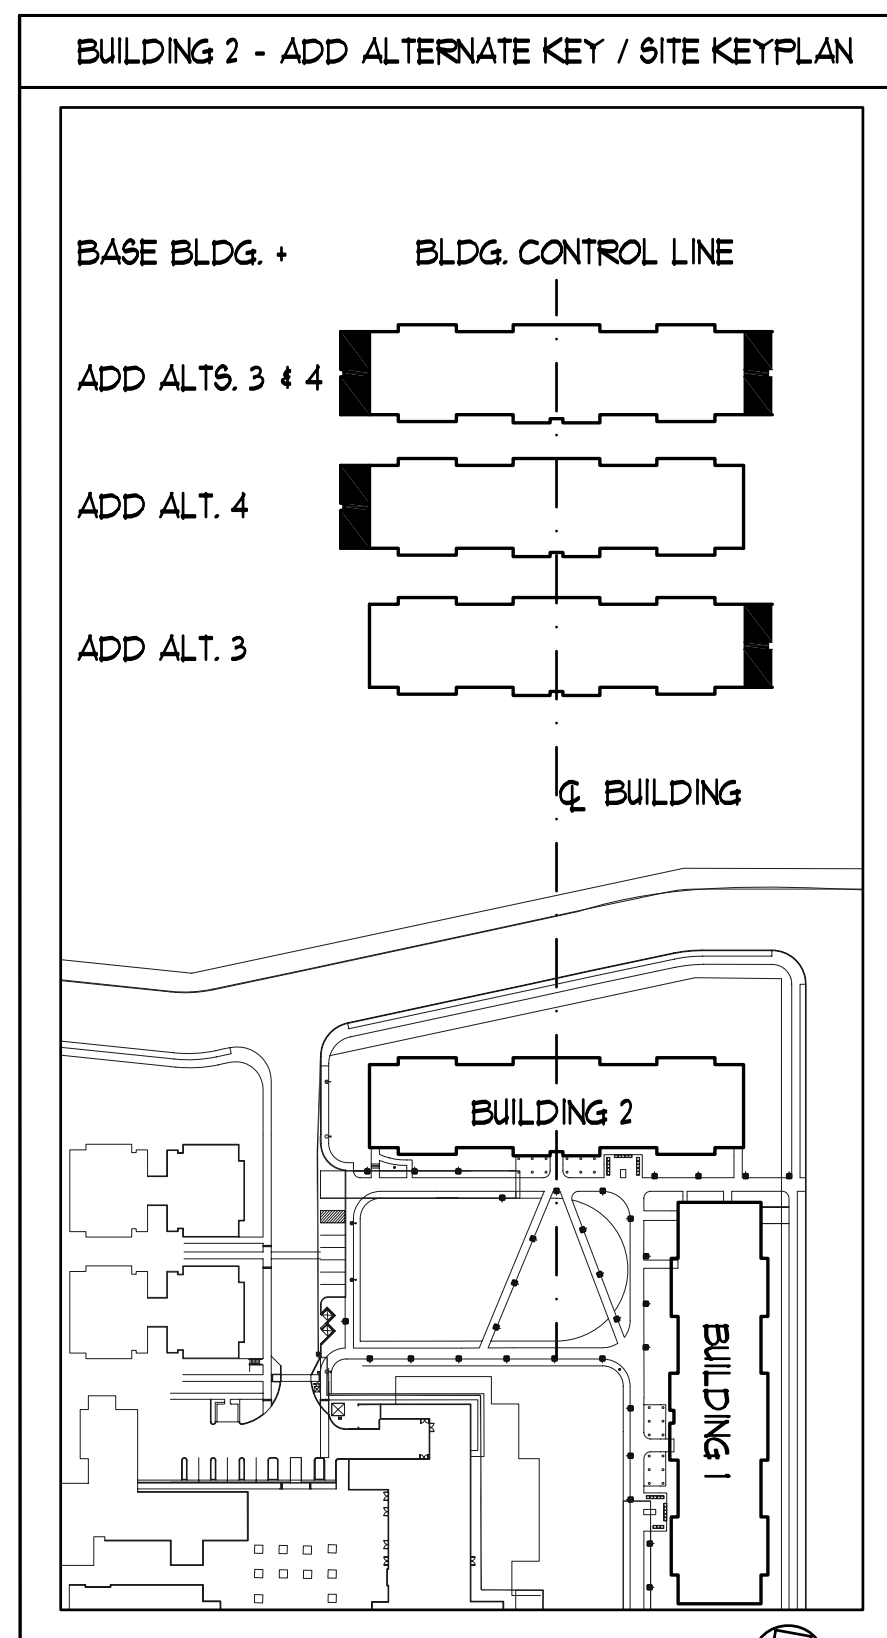 BUILDING 2 - ADD ALTERNATE KEY / SITE KEYPLAN
BASE BLDG. +
BLDG. CONTROL LINE
ADD ALTS. 3 & 4
ADD ALT. 4
ADD ALT. 3
℄ BUILDING
BUILDING 2
BUILDING 1